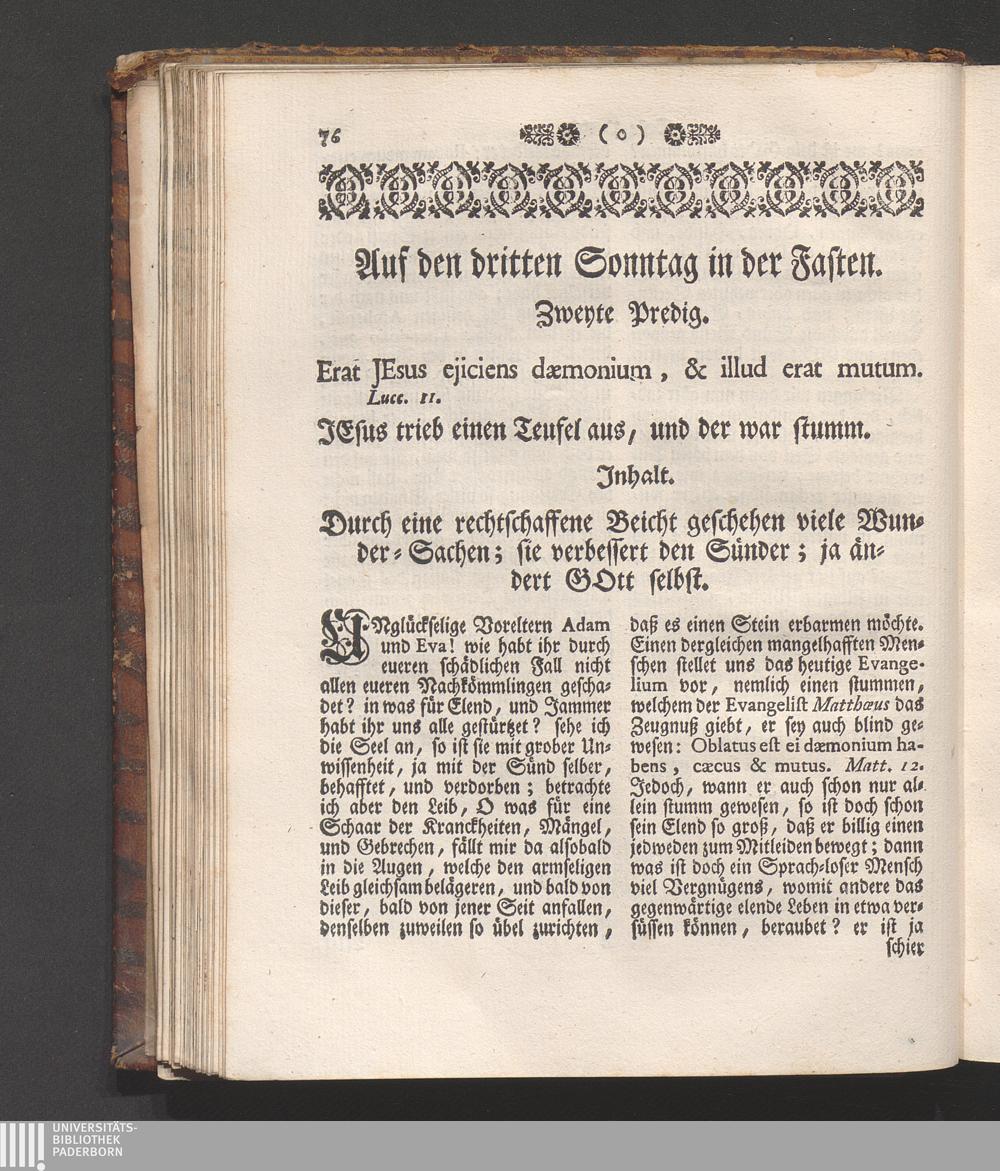 76 ( o )
Auf den dritten Sonntag in der Fasten.
Zweyte Predig.
Erat JEsus ejiciens dæmonium, & illud erat mutum.
Lucc. 11.
JEsus trieb einen Teufel aus, und der war stumm.
Inhalt.
Durch eine rechtschaffene Beicht geschehen viele Wun-
der-Sachen; sie verbessert den Sünder; ja än-
dert GOtt selbst.
UNglückselige Voreltern Adam
und Eva! wie habt ihr durch
eueren schädlichen Fall nicht
allen eueren Nachkömmlingen gescha-
det? in was für Elend, und Jammer
habt ihr uns alle gestürtzet? sehe ich
die Seel an, so ist sie mit grober Un-
wissenheit, ja mit der Sünd selber,
behafftet, und verdorben; betrachte
ich aber den Leib, O was für eine
Schaar der Kranckheiten, Mängel,
und Gebrechen, fällt mir da alsobald
in die Augen, welche den armseligen
Leib gleichsam belägeren, und bald von
dieser, bald von jener Seit anfallen,
denselben zuweilen so übel zurichten,
daß es einen Stein erbarmen möchte.
Einen dergleichen mangelhafften Men-
schen stellet uns das heutige Evange-
lium vor, nemlich einen stummen,
welchem der Evangelist Matthæus das
Zeugnuß giebt, er sey auch blind ge-
wesen: Oblatus est ei dæmonium ha-
bens, cæcus & mutus. Matt. 12.
Jedoch, wann er auch schon nur al-
lein stumm gewesen, so ist doch schon
sein Elend so groß, daß er billig einen
jedweden zum Mitleiden bewegt; dann
was ist doch ein Sprach-loser Mensch
viel Vergnügens, womit andere das
gegenwärtige elende Leben in etwa ver-
süssen können, beraubet? er ist ja
schier
UNIVERSITÄTS-
BIBLIOTHEK
PADERBORN